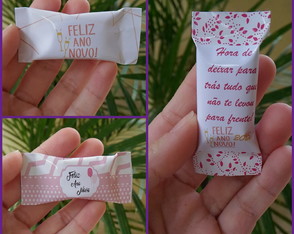 FELIZ
ANO
NOVO!
Feliz
Ano
Novo
Hora de
deixar para
trás tudo que
não te levou
para frente!
FELIZ
ANO
NOVO!